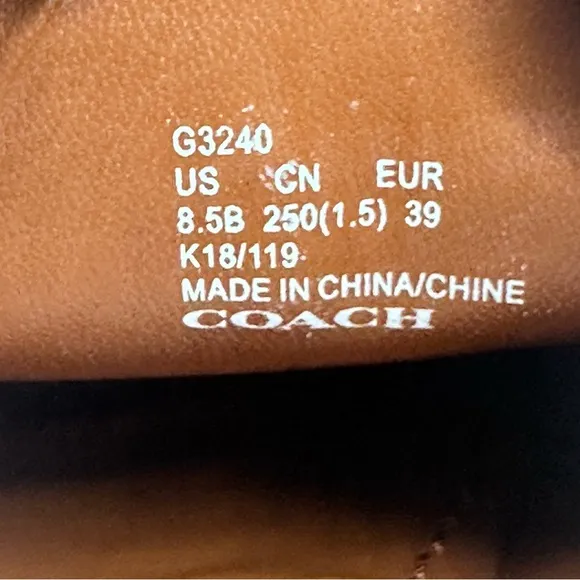 G3240
US CN EUR
8.5B 250(1.5) 39
K18/119
MADE IN CHINA/CHINE
COACH